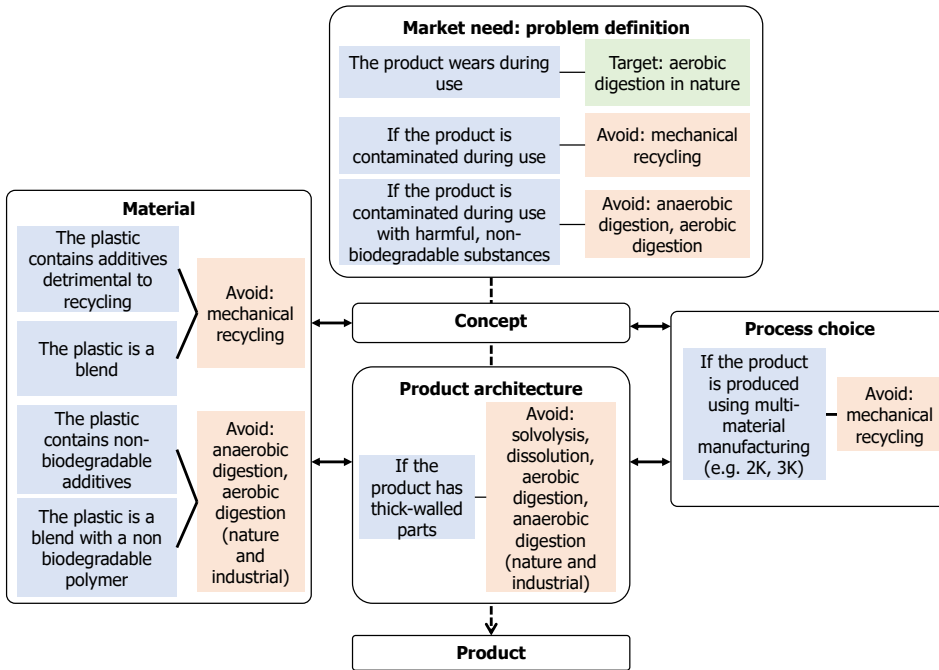 Market need: problem definition
The product wears during
use
Target: aerobic
digestion in nature
If the product is
contaminated during use
Avoid: mechanical
recycling
If the product is
contaminated during use
with harmful, non-
biodegradable substances
Avoid: anaerobic
digestion, aerobic
digestion
Material
The plastic
contains additives
detrimental to
recycling
The plastic is a
blend
Avoid:
mechanical
recycling
The plastic
contains non-
biodegradable
additives
The plastic is a
blend with a non
biodegradable
polymer
Avoid:
anaerobic
digestion,
aerobic
digestion
(nature
and
industrial)
Concept
Product architecture
If the
product has
thick-walled
parts
Avoid:
solvolysis,
dissolution,
aerobic
digestion,
anaerobic
digestion
(nature and
industrial)
Process choice
If the product
is produced
using multi-
material
manufacturing
(e.g. 2K, 3K)
Avoid:
mechanical
recycling
Product